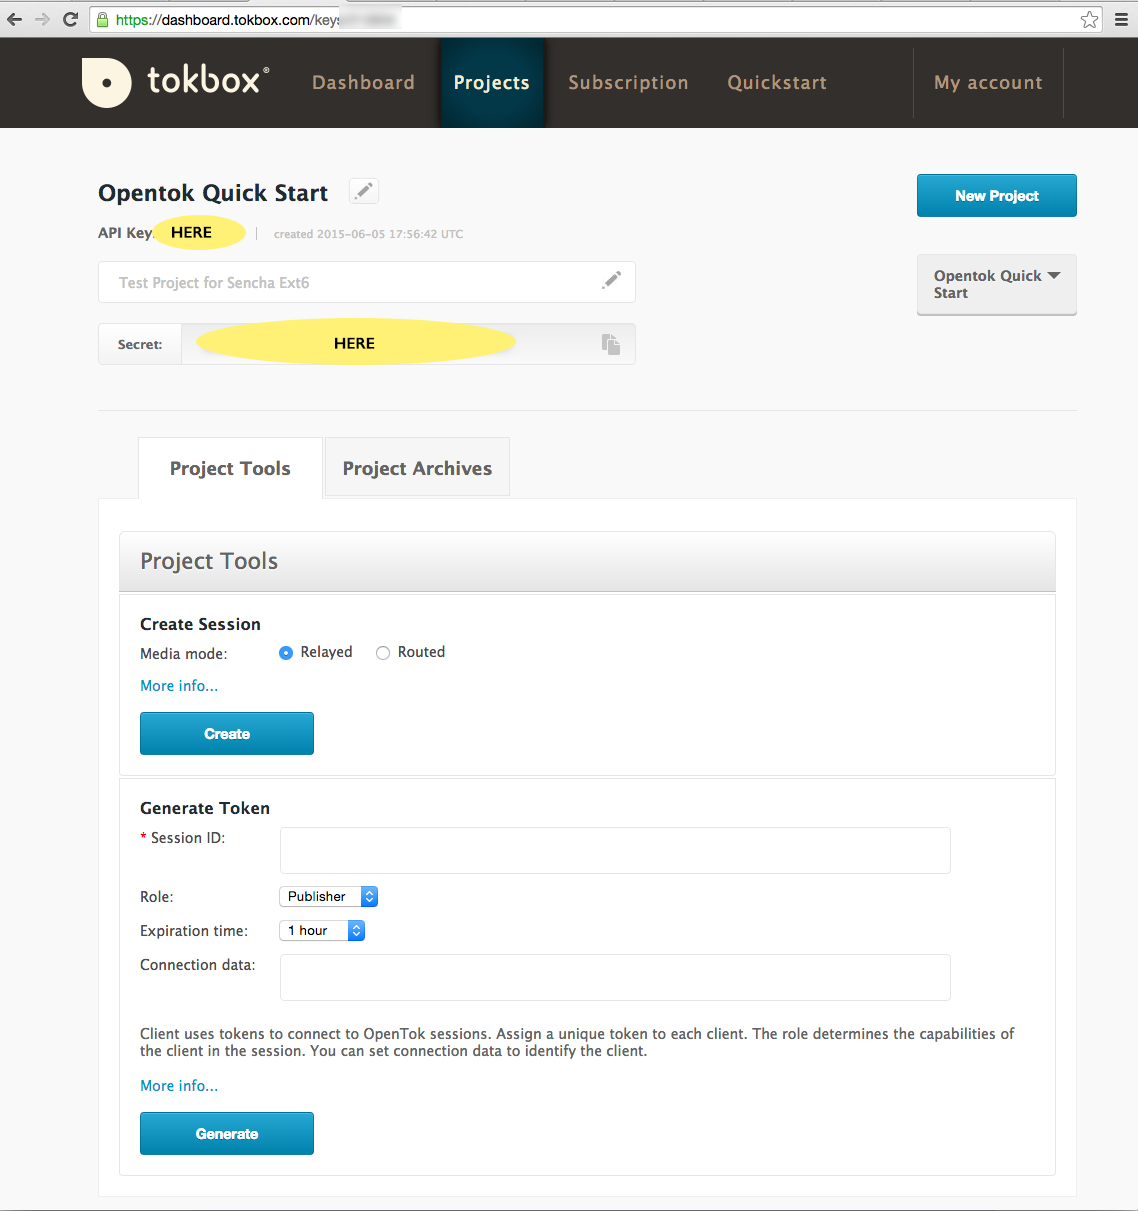 https://dashboard.tokbox.com/keys
tokbox®
Dashboard
Projects
Subscription
Quickstart
My account
Opentok Quick Start
New Project
API Key: HERE | created 2015-06-05 17:56:42 UTC
Test Project for Sencha Ext6
Opentok Quick
Start
Secret: HERE
Project Tools
Project Archives
Project Tools
Create Session
Media mode: Relayed Routed
More info...
Create
Generate Token
* Session ID:
Role: Publisher
Expiration time: 1 hour
Connection data:
Client uses tokens to connect to OpenTok sessions. Assign a unique token to each client. The role determines the capabilities of
the client in the session. You can set connection data to identify the client.
More info...
Generate